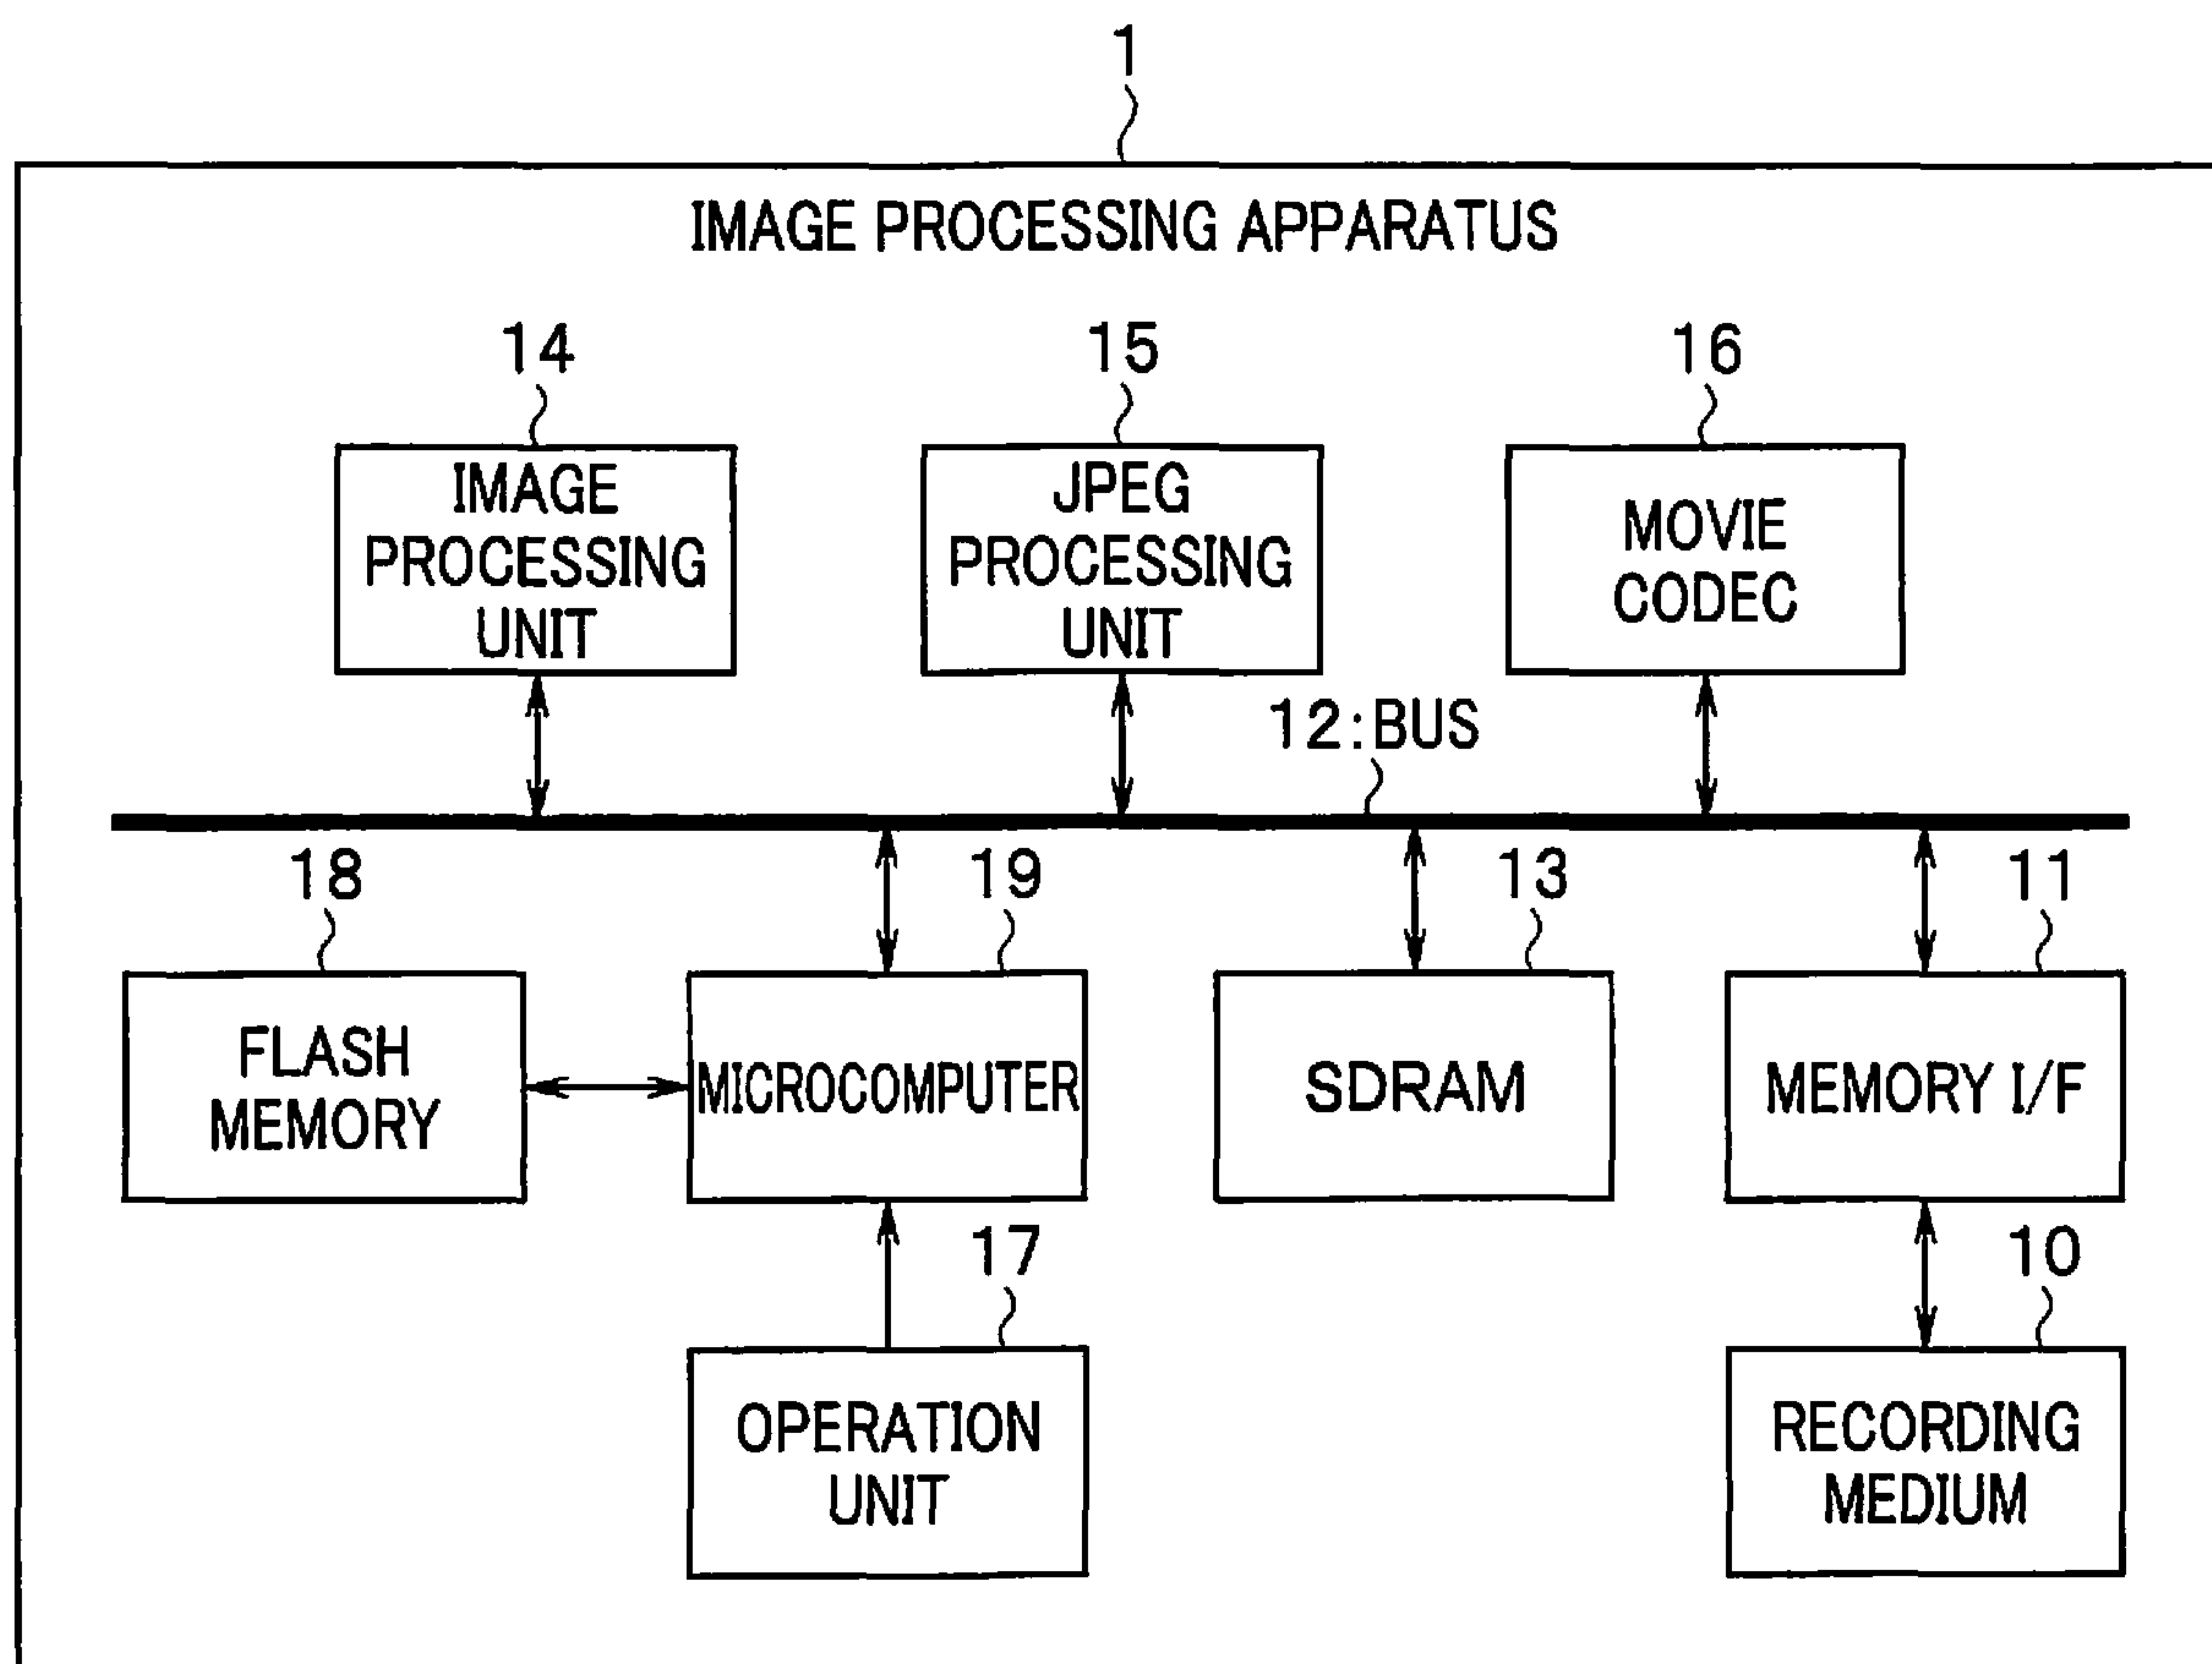 1
IMAGE PROCESSING APPARATUS
14
15
16
IMAGE
PROCESSING
UNIT
JPEG
PROCESSING
UNIT
MOVIE
CODEC
12:BUS
18
19
13
11
FLASH
MEMORY
MICROCOMPUTER
SDRAM
MEMORY I/F
17
10
OPERATION
UNIT
RECORDING
MEDIUM